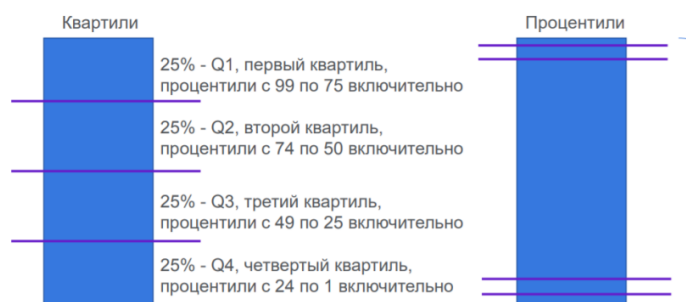 Квартили
Процентили
25% - Q1, первый квартиль,
процентили с 99 по 75 включительно
25% - Q2, второй квартиль,
процентили с 74 по 50 включительно
25% - Q3, третий квартиль,
процентили с 49 по 25 включительно
25% - Q4, четвертый квартиль,
процентили с 24 по 1 включительно